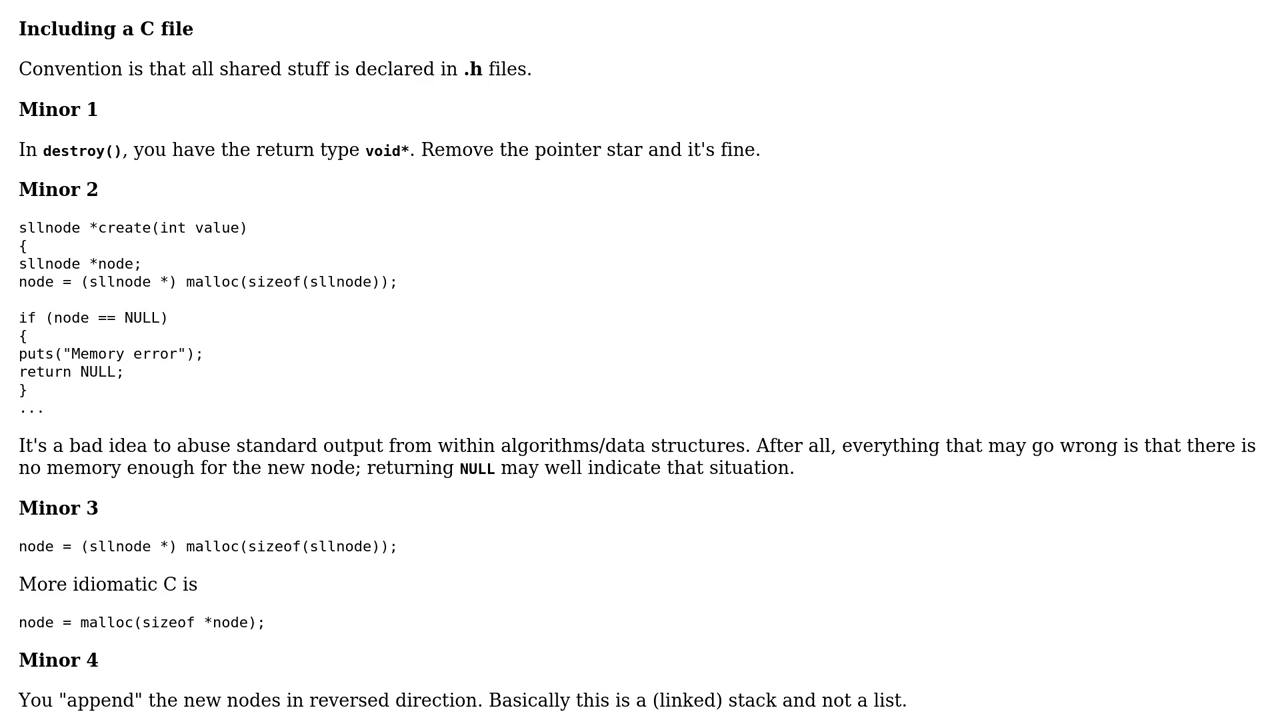 Including a C file
Convention is that all shared stuff is declared in .h files.
Minor 1
In destroy(), you have the return type void*. Remove the pointer star and it's fine.
Minor 2
sllnode *create(int value)
{
sllnode *node;
node = (sllnode *) malloc(sizeof(sllnode));
if (node == NULL)
{
puts("Memory error");
return NULL;
}
...
It's a bad idea to abuse standard output from within algorithms/data structures. After all, everything that may go wrong is that there is
no memory enough for the new node; returning NULL may well indicate that situation.
Minor 3
node = (sllnode *) malloc(sizeof(sllnode));
More idiomatic C is
node = malloc(sizeof *node);
Minor 4
You "append" the new nodes in reversed direction. Basically this is a (linked) stack and not a list.